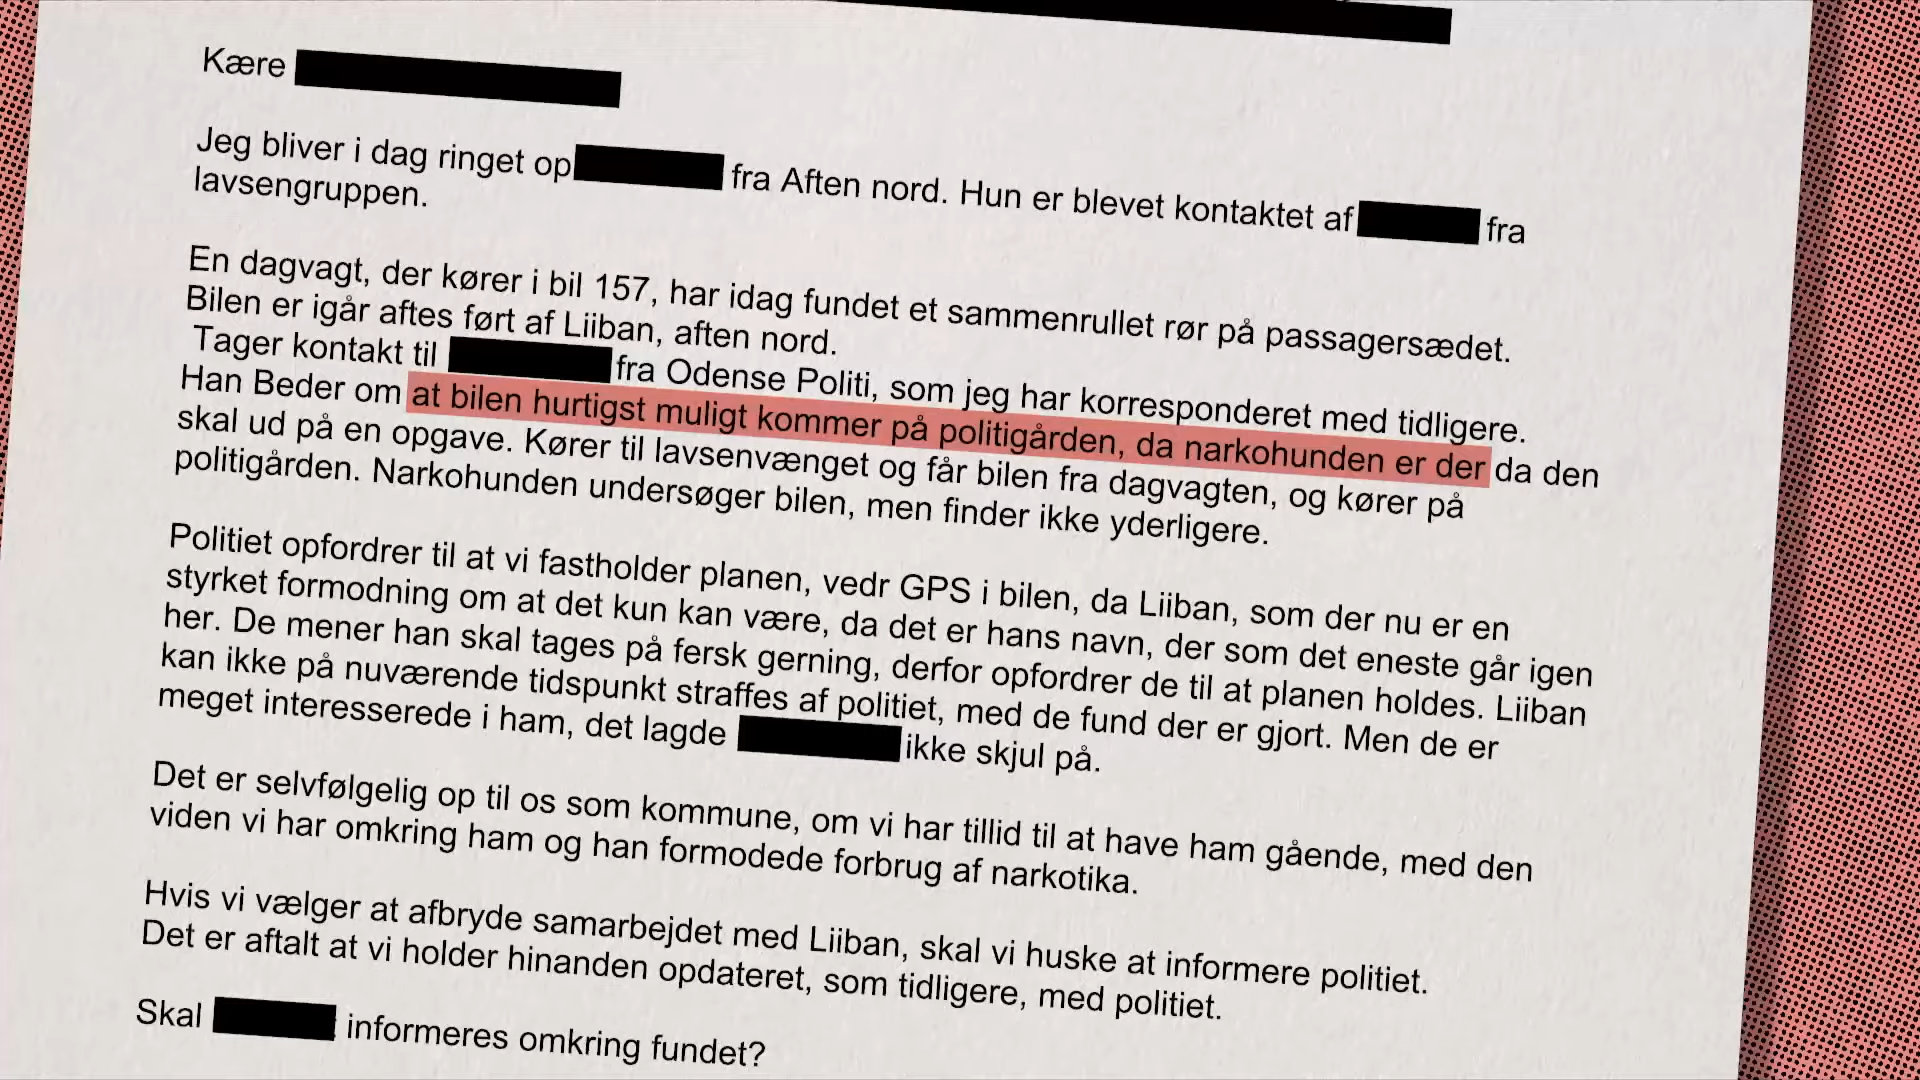 Kære
Jeg bliver i dag ringet op fra Aften nord. Hun er blevet kontaktet af fra
lavsengruppen.
En dagvagt, der kører i bil 157, har idag fundet et sammenrullet rør på passagersædet.
Bilen er igår aftes ført af Liiban, aften nord.
Tager kontakt til fra Odense Politi, som jeg har korresponderet med tidligere.
Han Beder om at bilen hurtigst muligt kommer på politigården, da narkohunden er der da den
skal ud på en opgave. Kører til lavsenvænget og får bilen fra dagvagten, og kører på
politigården. Narkohunden undersøger bilen, men finder ikke yderligere.
Politiet opfordrer til at vi fastholder planen, vedr GPS i bilen, da Liiban, som der nu er en
styrket formodning om at det kun kan være, da det er hans navn, der som det eneste går igen
her. De mener han skal tages på fersk gerning, derfor opfordrer de til at planen holdes. Liiban
kan ikke på nuværende tidspunkt straffes af politiet, med de fund der er gjort. Men de er
meget interesserede i ham, det lagde ikke skjul på.
Det er selvfølgelig op til os som kommune, om vi har tillid til at have ham gående, med den
viden vi har omkring ham og han formodede forbrug af narkotika.
Hvis vi vælger at afbryde samarbejdet med Liiban, skal vi huske at informere politiet.
Det er aftalt at vi holder hinanden opdateret, som tidligere, med politiet.
Skal informeres omkring fundet?